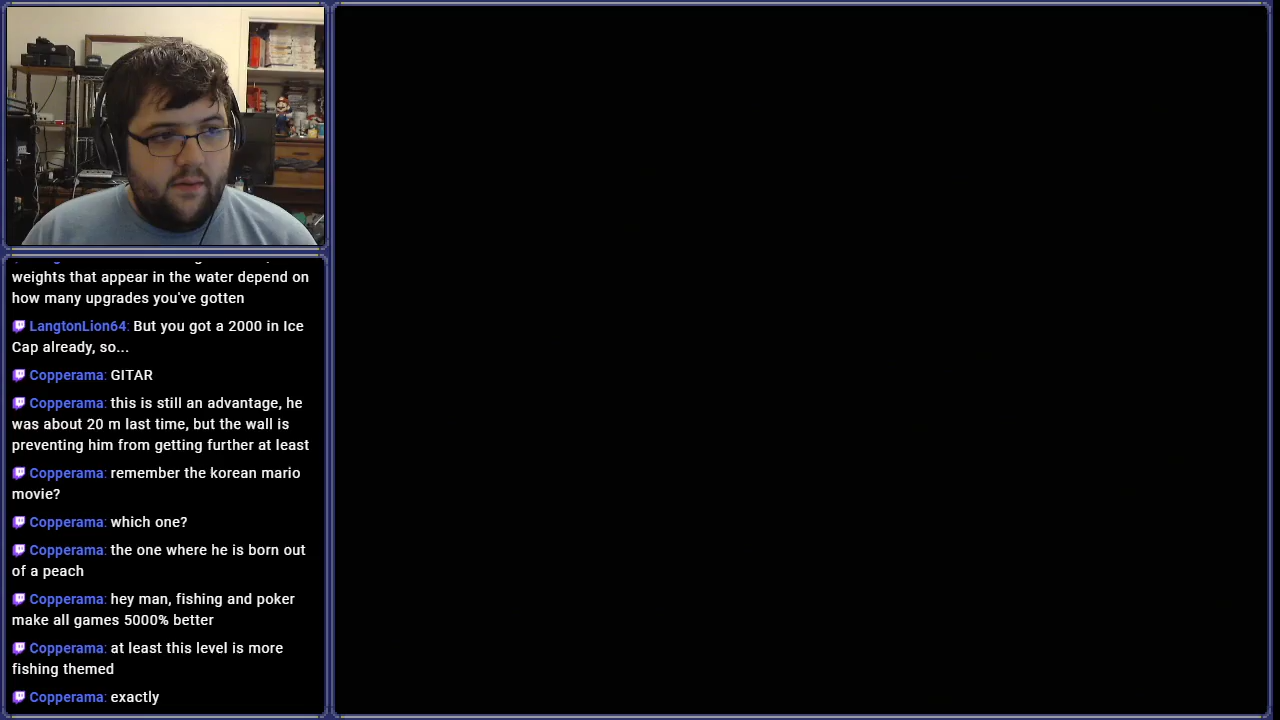 weights that appear in the water depend on
how many upgrades you've gotten
LangtonLion64: But you got a 2000 in Ice
Cap already, so...
Copperama: GITAR
Copperama: this is still an advantage, he
was about 20 m last time, but the wall is
preventing him from getting further at least
Copperama: remember the korean mario
movie?
Copperama: which one?
Copperama: the one where he is born out
of a peach
Copperama: hey man, fishing and poker
make all games 5000% better
Copperama: at least this level is more
fishing themed
Copperama: exactly